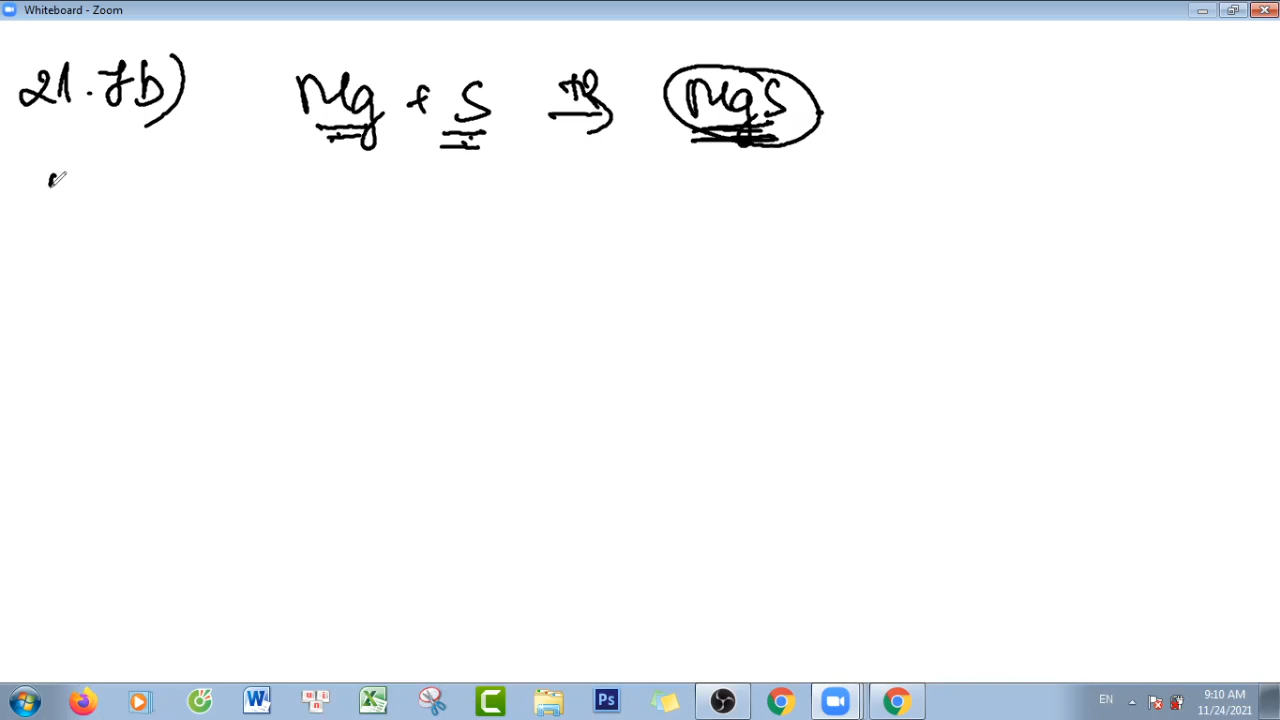 Whiteboard - Zoom
21.7b) Mg + S → MgS
EN
9:10 AM
11/24/2021